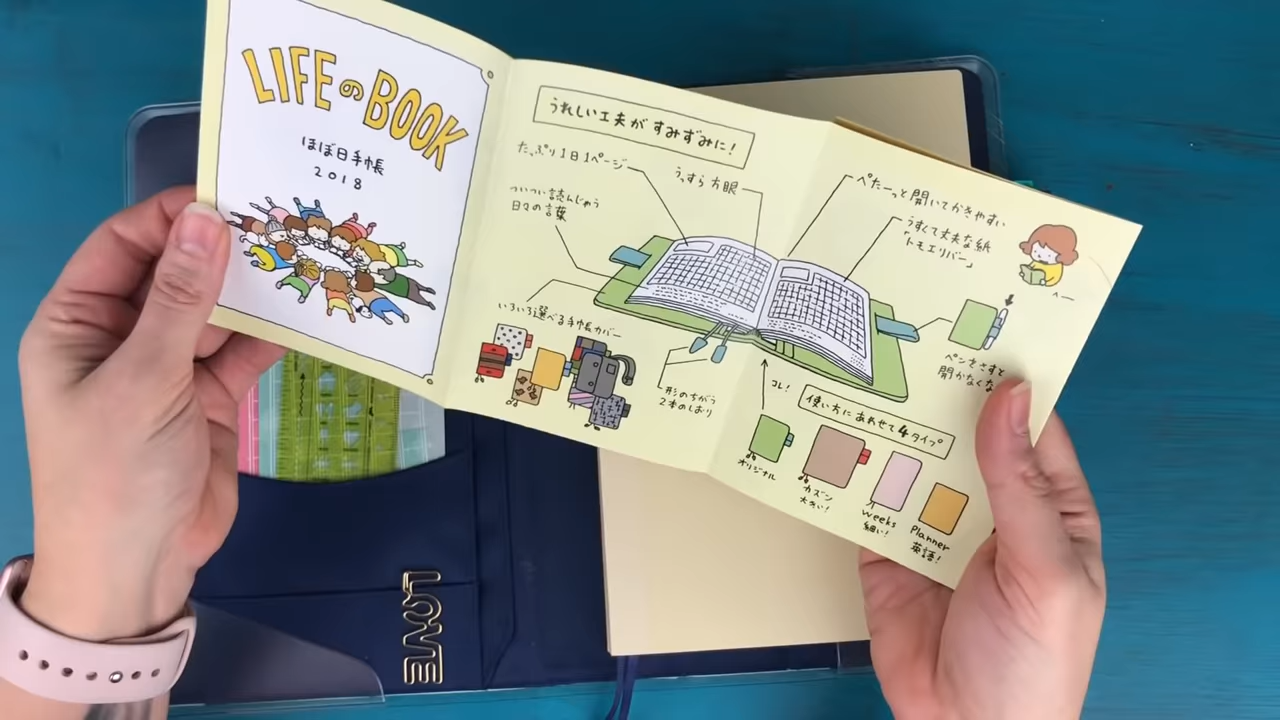 LIFEのBOOK
ほぼ日手帳
2018
うれしい工夫がすみずみに！
たっぷり1日1ページ
うっすら方眼
ついつい読んじゃう
日々の言葉
いろいろ選べる手帳カバー
形のちがう
2本のしおり
ぺたーっと開いてかきやすい
うすくて丈夫な紙
「トモエリバー」
へー
ペンをさすと
開かなくな
コレ！
使い方にあわせて4タイプ
オリジナル
カズン
大きい！
weeks
細い！
Planner
英語！
LOVE